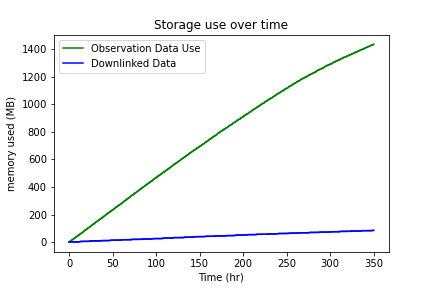 Storage use over time
Observation Data Use
Downlinked Data
memory used (MB)
1400
1200
1000
800
600
400
200
0
0 50 100 150 200 250 300 350
Time (hr)